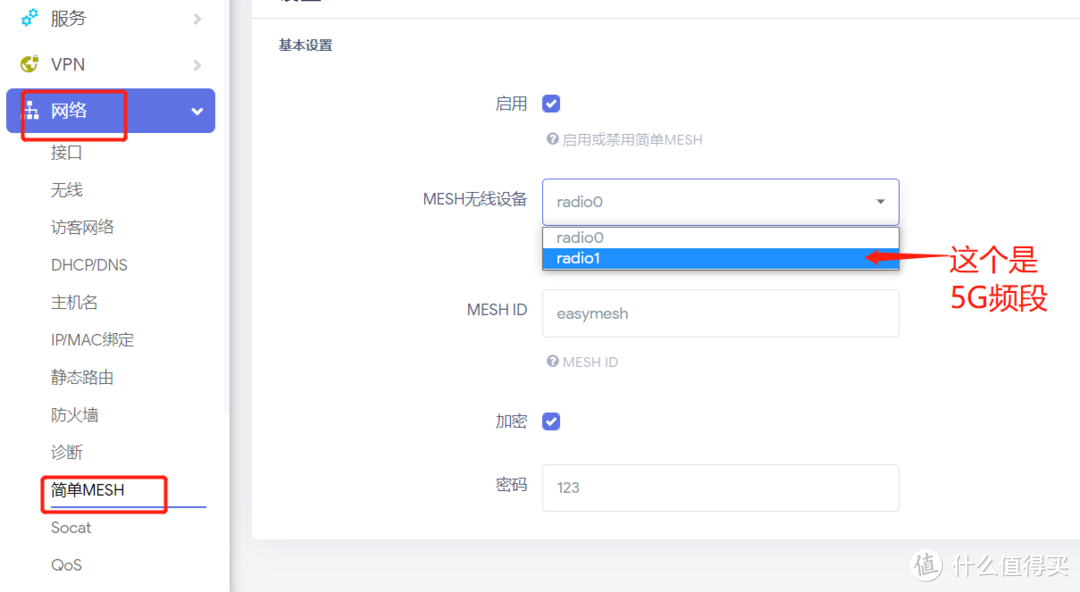 服务
VPN
网络
接口
无线
访客网络
DHCP/DNS
主机名
IP/MAC绑定
静态路由
防火墙
诊断
简单MESH
Socat
QoS
基本设置
启用
启用或禁用简单MESH
MESH无线设备
radio0
radio0
radio1
这个是
5G频段
MESH ID
easymesh
MESH ID
加密
密码
123
值 什么值得买